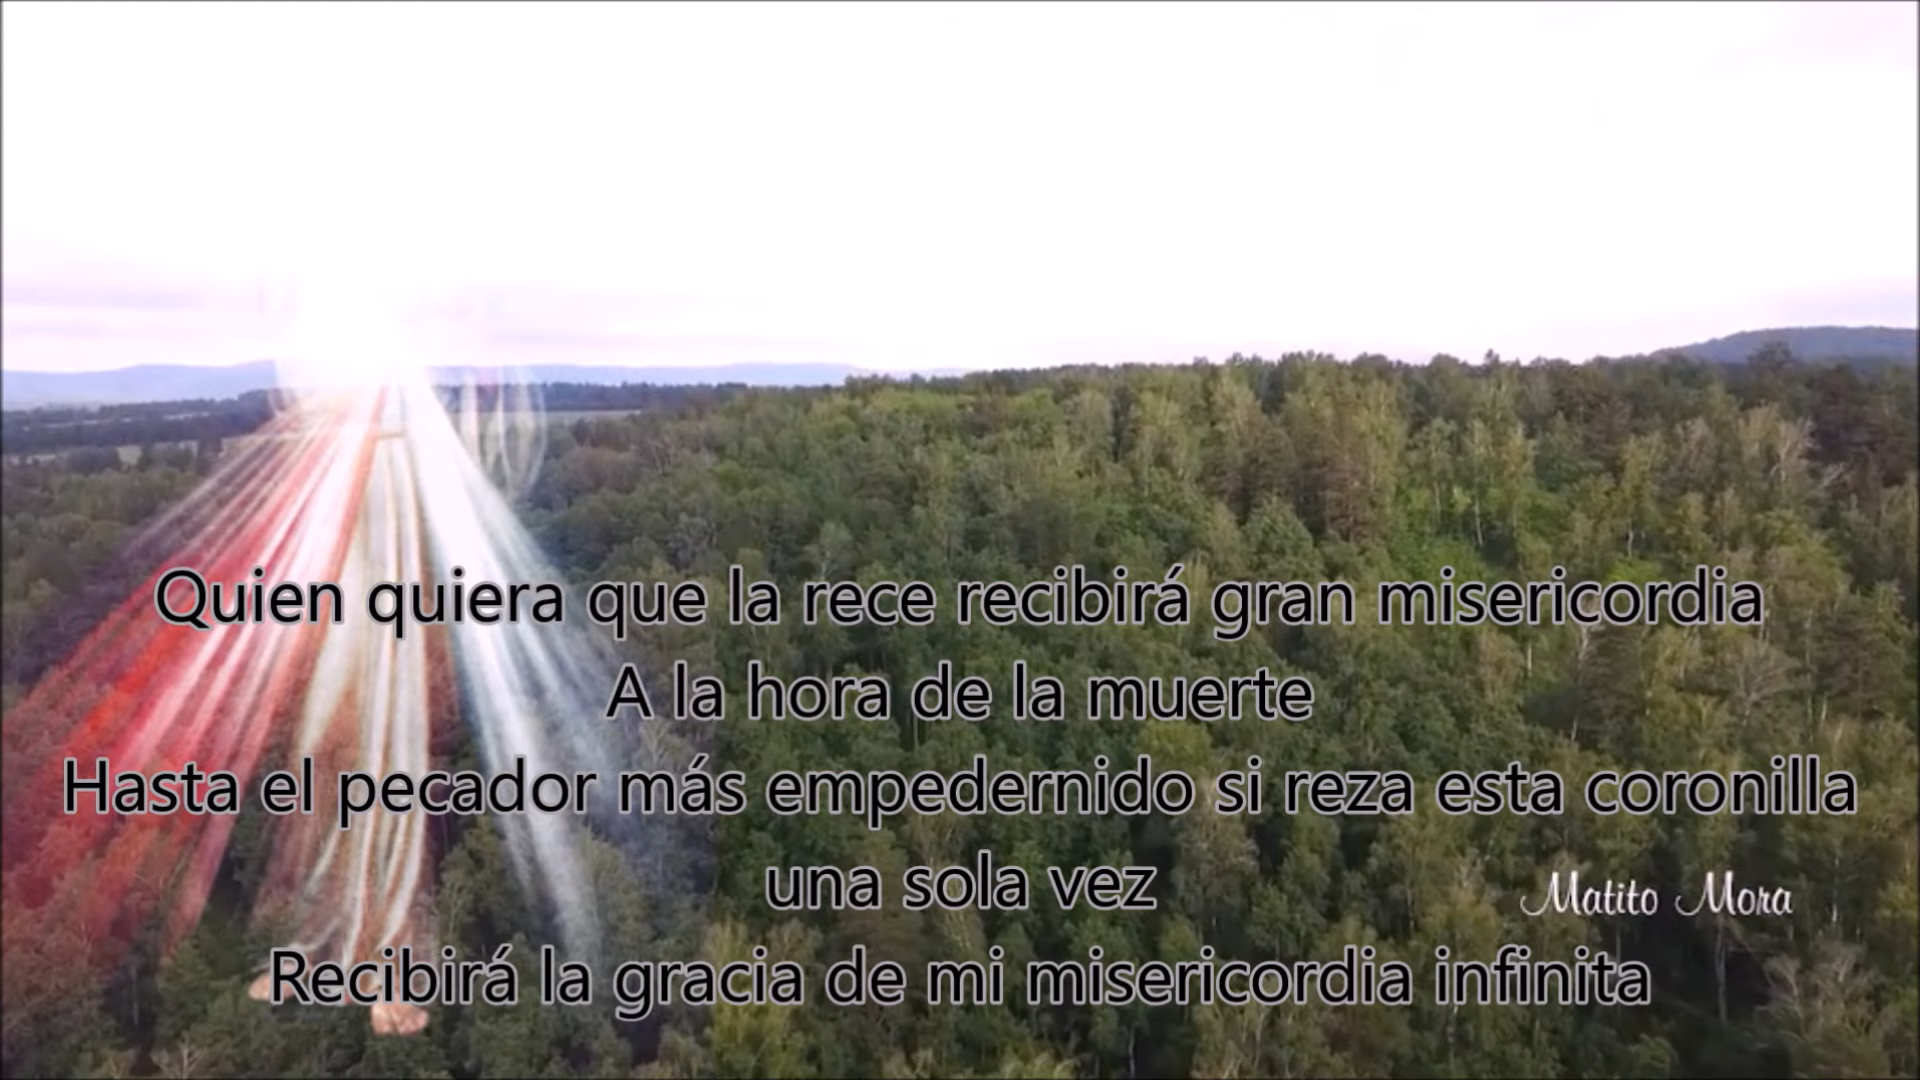 Quien quiera que la rece recibirá gran misericordia
A la hora de la muerte
Hasta el pecador más empedernido si reza esta coronilla
una sola vez
Matito Mora
Recibirá la gracia de mi misericordia infinita